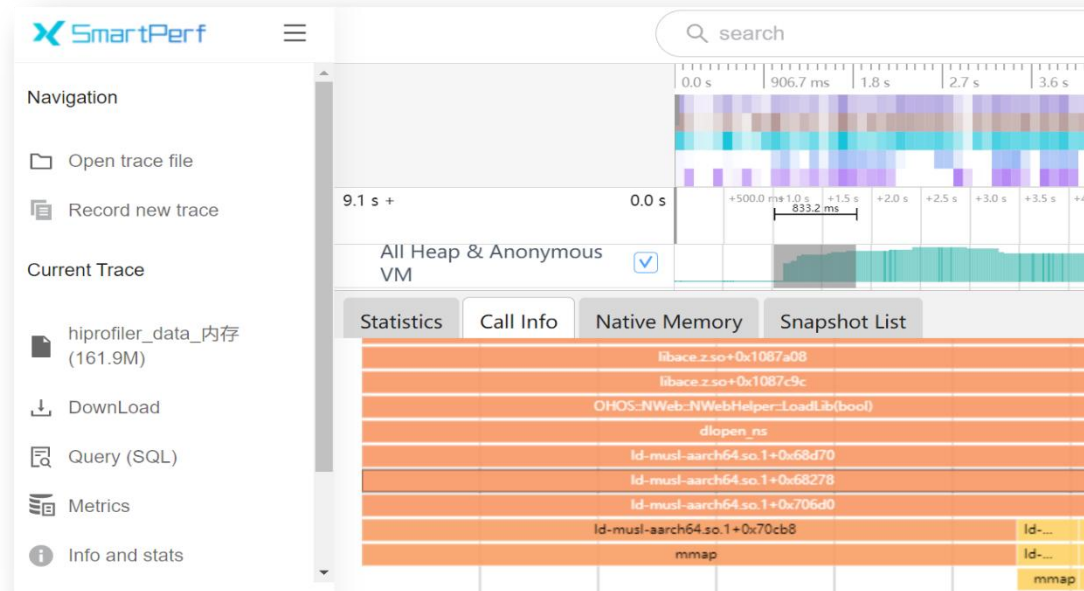 SmartPerf
Navigation
Open trace file
Record new trace
Current Trace
hiprofiler_data_内存
(161.9M)
DownLoad
Query (SQL)
Metrics
Info and stats
search
0.0 s 906.7 ms 1.8 s 2.7 s 3.6 s
9.1 s + 0.0 s
+500.0 ms +1.0 s +1.5 s +2.0 s +2.5 s +3.0 s +3.5 s
833.2 ms
All Heap & Anonymous
VM
Statistics Call Info Native Memory Snapshot List
libace.z.so+0x1087a08
libace.z.so+0x1087c9c
OHOS::NWeb::NWebHelper::LoadLib(bool)
dlopen_ns
ld-musl-aarch64.so.1+0x68d70
ld-musl-aarch64.so.1+0x68278
ld-musl-aarch64.so.1+0x706d0
ld-musl-aarch64.so.1+0x70cb8 ld-...
mmap ld-...
mmap